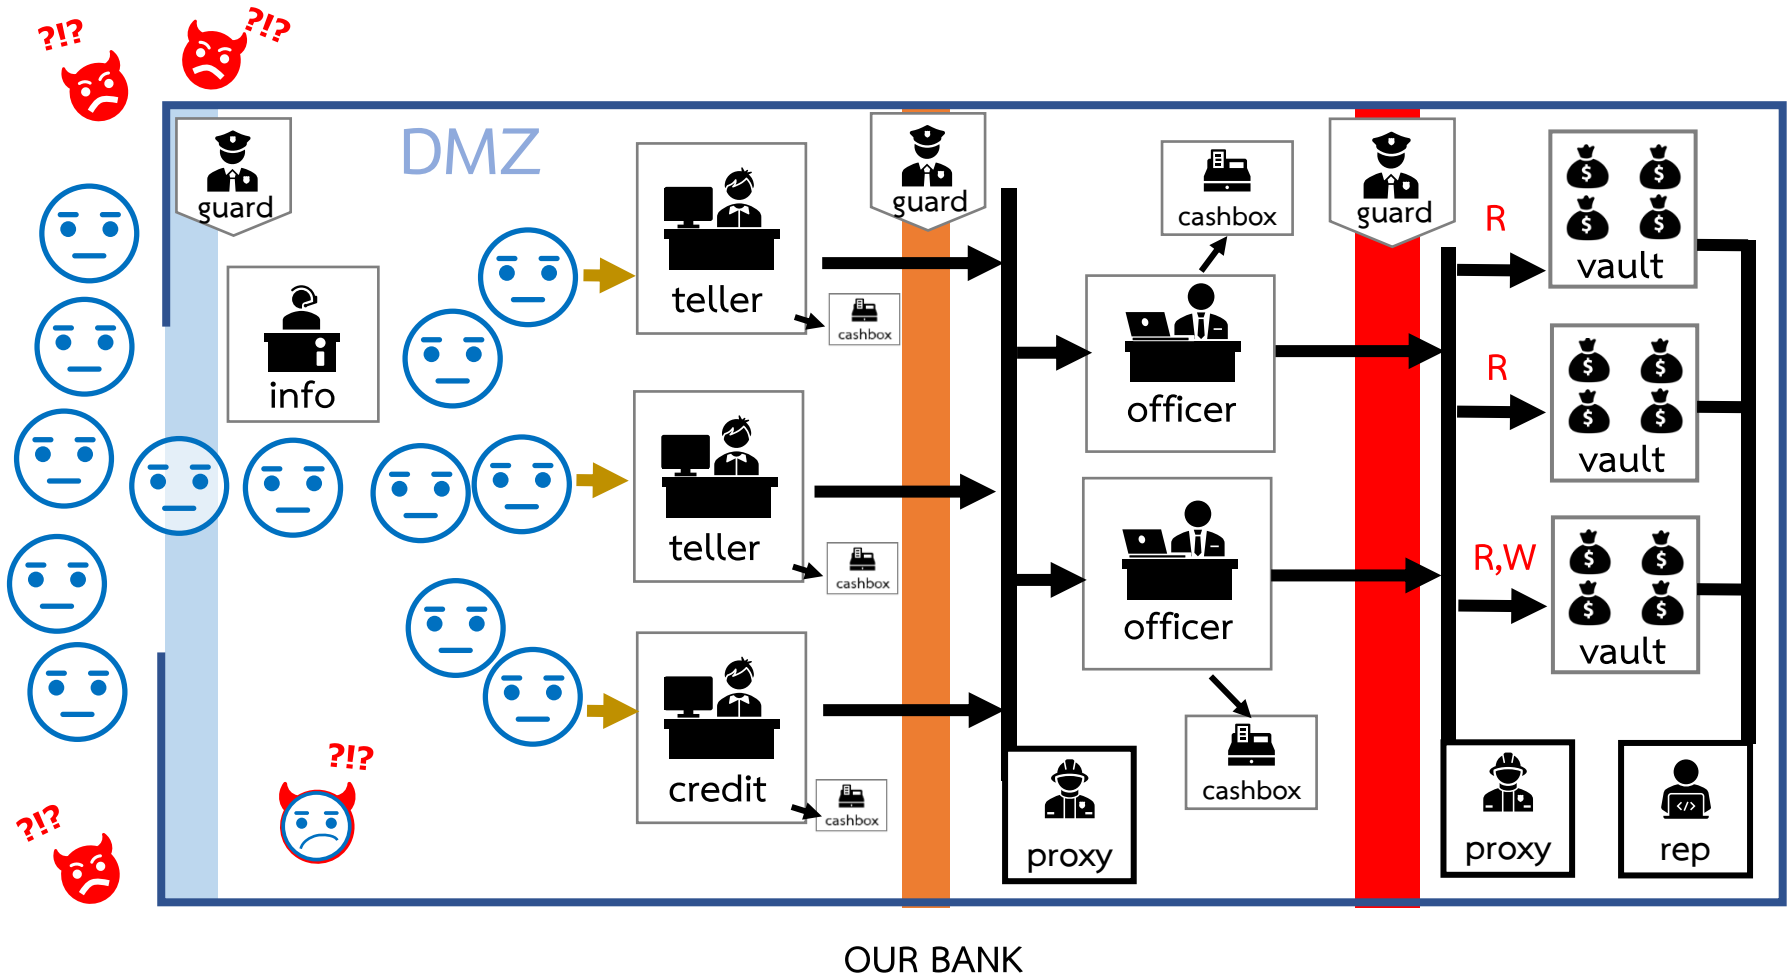 ?!?
?!?
DMZ
guard
guard
guard
info
teller
cashbox
teller
cashbox
credit
cashbox
cashbox
officer
officer
cashbox
proxy
R
R
R,W
$ $
$ $
vault
$ $
$ $
vault
$ $
$ $
vault
proxy
</>
rep
?!?
?!?
OUR BANK